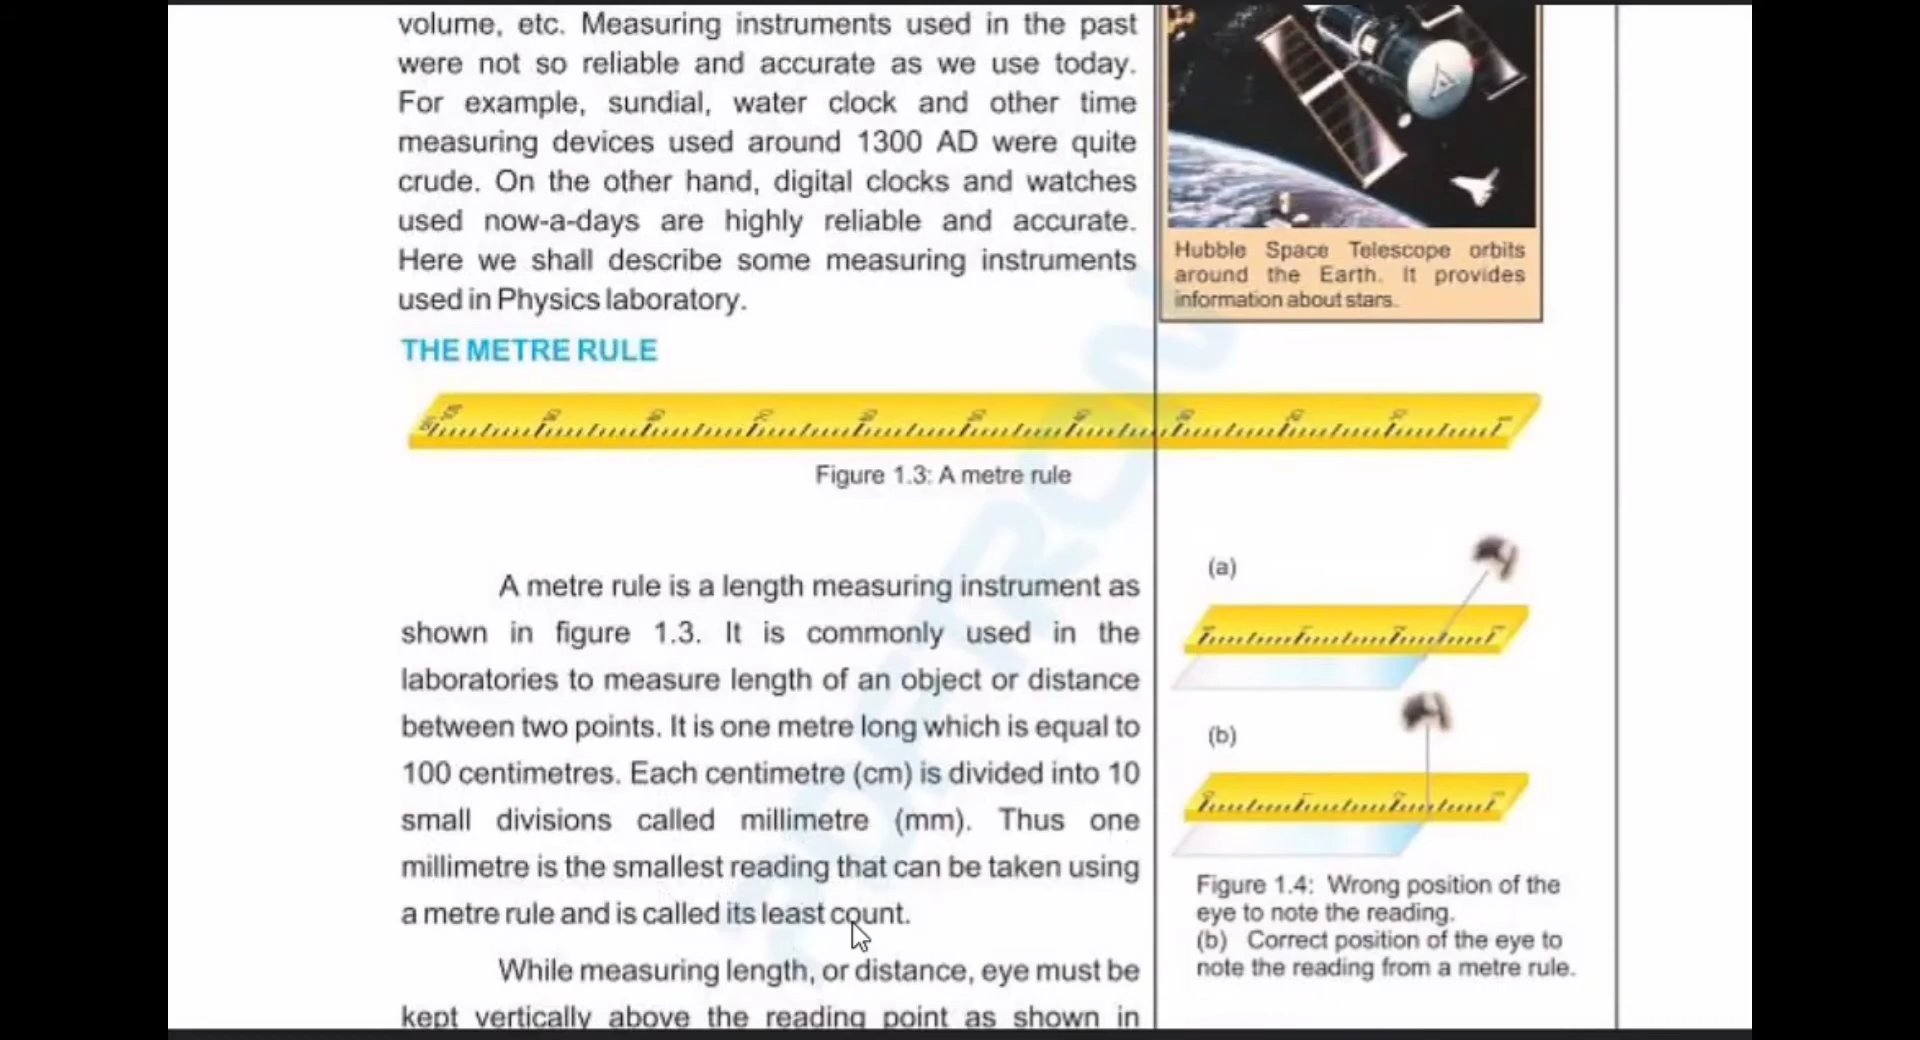 volume, etc. Measuring instruments used in the past
were not so reliable and accurate as we use today.
For example, sundial, water clock and other time
measuring devices used around 1300 AD were quite
crude. On the other hand, digital clocks and watches
used now-a-days are highly reliable and accurate.
Here we shall describe some measuring instruments
used in Physics laboratory.
Hubble Space Telescope orbits
around the Earth. It provides
information about stars.
THE METRE RULE
Figure 1.3: A metre rule
A metre rule is a length measuring instrument as
shown in figure 1.3. It is commonly used in the
laboratories to measure length of an object or distance
between two points. It is one metre long which is equal to
100 centimetres. Each centimetre (cm) is divided into 10
small divisions called millimetre (mm). Thus one
millimetre is the smallest reading that can be taken using
a metre rule and is called its least count.
While measuring length, or distance, eye must be
kept vertically above the reading point as shown in
(a)
(b)
Figure 1.4: Wrong position of the
eye to note the reading.
(b) Correct position of the eye to
note the reading from a metre rule.